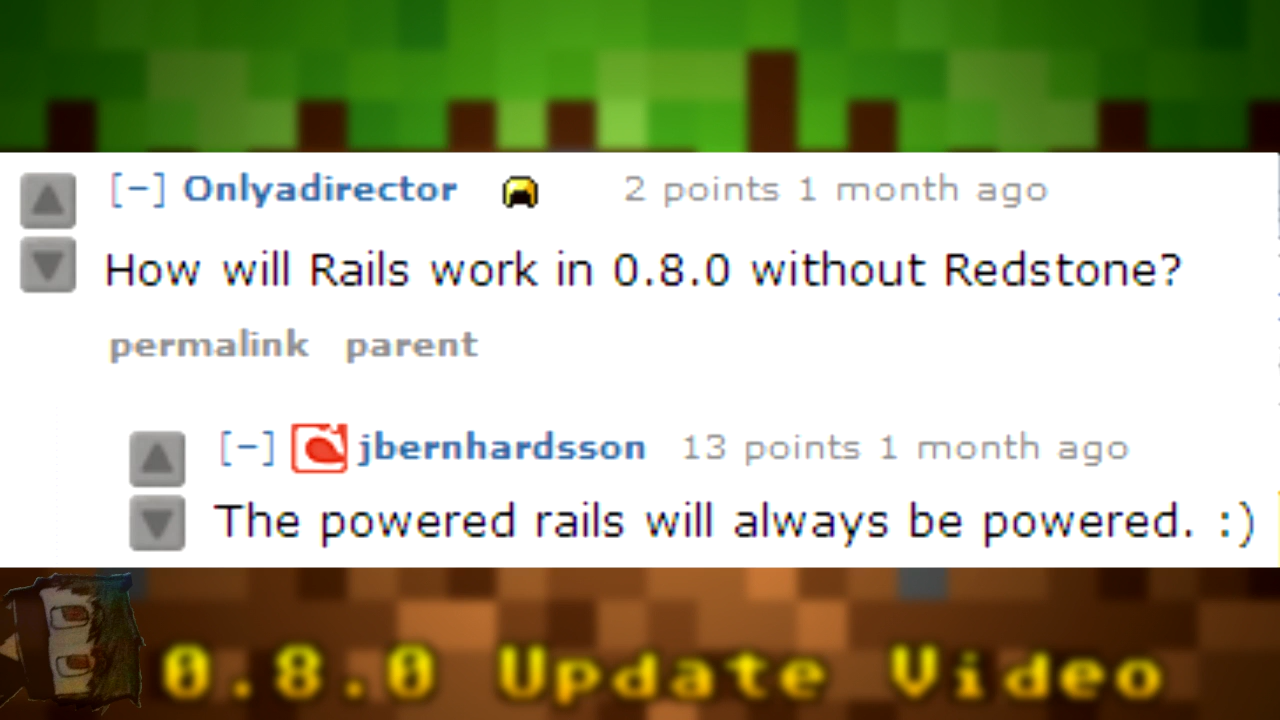 [−] Onlyadirector 2 points 1 month ago
How will Rails work in 0.8.0 without Redstone?
permalink parent
[−] jbernhardsson 13 points 1 month ago
The powered rails will always be powered. :)
0.8.0 Update Video